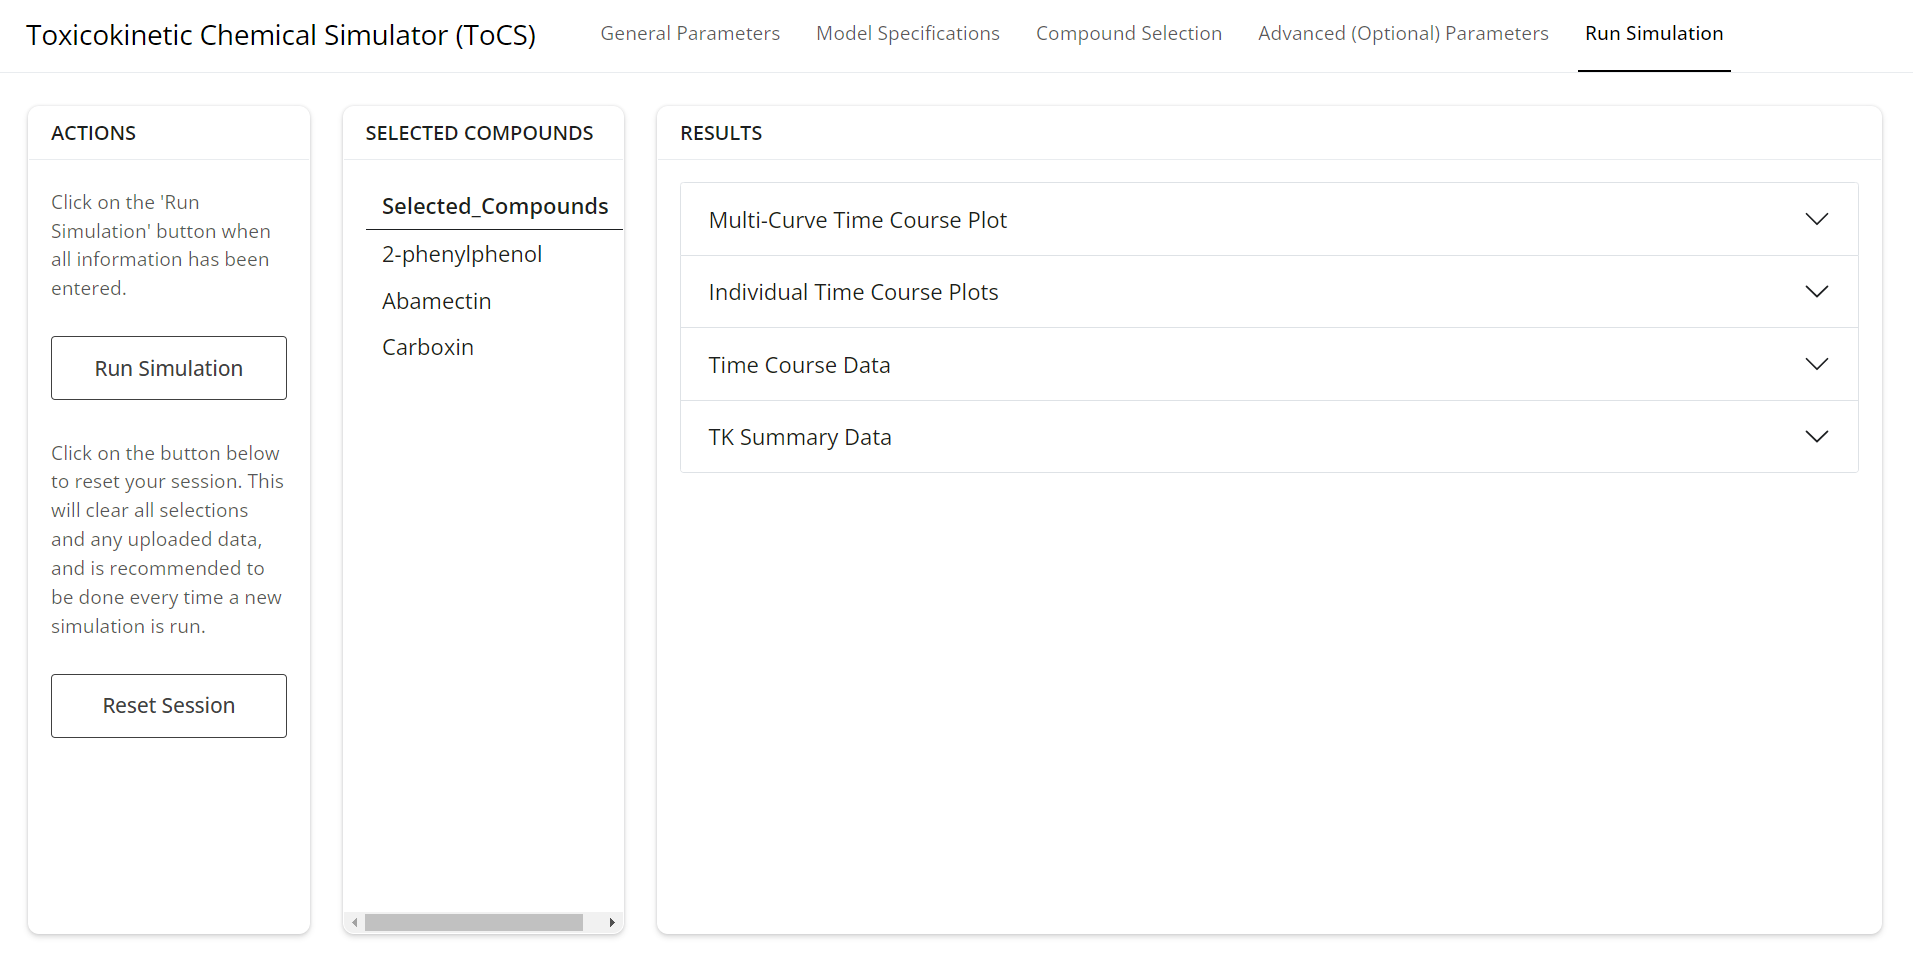 Toxicokinetic Chemical Simulator (ToCS)
General Parameters
Model Specifications
Compound Selection
Advanced (Optional) Parameters
Run Simulation
ACTIONS
Click on the 'Run
Simulation' button when
all information has been
entered.
Run Simulation
Click on the button below
to reset your session. This
will clear all selections
and any uploaded data,
and is recommended to
be done every time a new
simulation is run.
Reset Session
SELECTED COMPOUNDS
Selected_Compounds
2-phenylphenol
Abamectin
Carboxin
RESULTS
Multi-Curve Time Course Plot
Individual Time Course Plots
Time Course Data
TK Summary Data